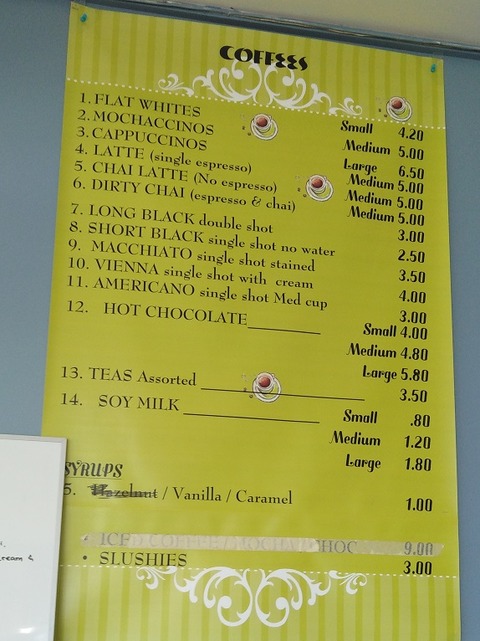 COFFEES
1. FLAT WHITES Small 4.20
2. MOCHACCINOS Medium 5.00
3. CAPPUCCINOS Large 6.50
4. LATTE (single espresso) Medium 5.00
5. CHAI LATTE (No espresso) Medium 5.00
6. DIRTY CHAI (espresso & chai) Medium 5.00
7. LONG BLACK double shot 3.00
8. SHORT BLACK single shot no water 2.50
9. MACCHIATO single shot stained 3.50
10. VIENNA single shot with cream 4.00
11. AMERICANO single shot Med cup 3.00
12. HOT CHOCOLATE Small 4.00
Medium 4.80
Large 5.80
13. TEAS Assorted 3.50
14. SOY MILK Small .80
Medium 1.20
Large 1.80
SYRUPS
5. Hazelnut / Vanilla / Caramel 1.00
ICED COFFEE 9.00
• SLUSHIES 3.00
cream &